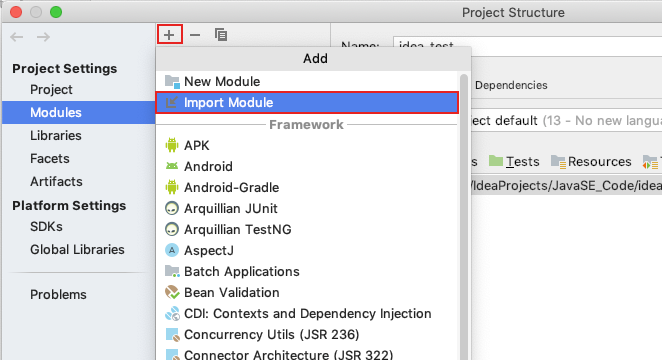 Project Structure
Add
Name:
idea_test
Project Settings
Project
Modules
Libraries
Facets
Artifacts
Platform Settings
SDKs
Global Libraries
Problems
New Module
Import Module
Framework
APK
Android
Android-Gradle
Arquillian JUnit
Arquillian TestNG
AspectJ
Batch Applications
Bean Validation
CDI: Contexts and Dependency Injection
Concurrency Utils (JSR 236)
Connector Architecture (JSR 322)
Dependencies
ject default (13 - No new langu
s Tests Resources
/IdeaProjects/JavaSE_Code/idea